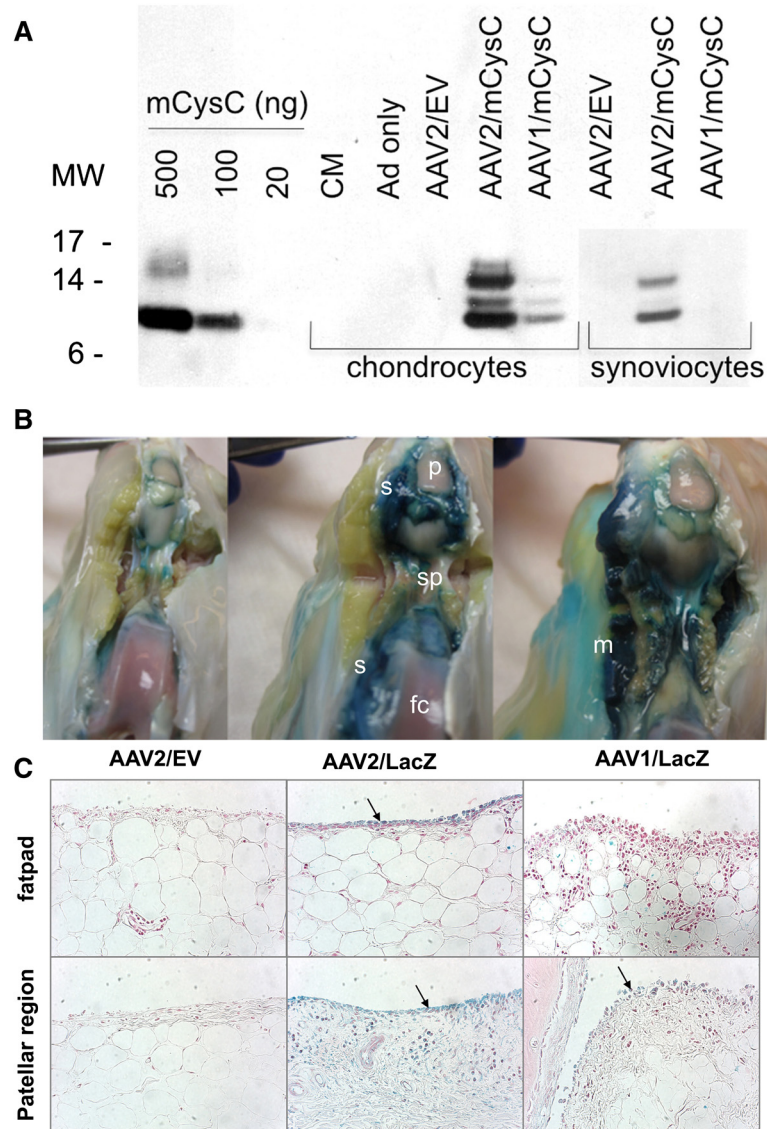 A
mCysC (ng)
MW
500
100
20
CM
Ad only
AAV2/EV
AAV2/mCysC
AAV1/mCysC
AAV2/EV
AAV2/mCysC
AAV1/mCysC
17 -
14 -
6 -
chondrocytes
synoviocytes
B
p
s
sp
s
fc
m
AAV2/EV
AAV2/LacZ
AAV1/LacZ
C
fatpad
Patellar region